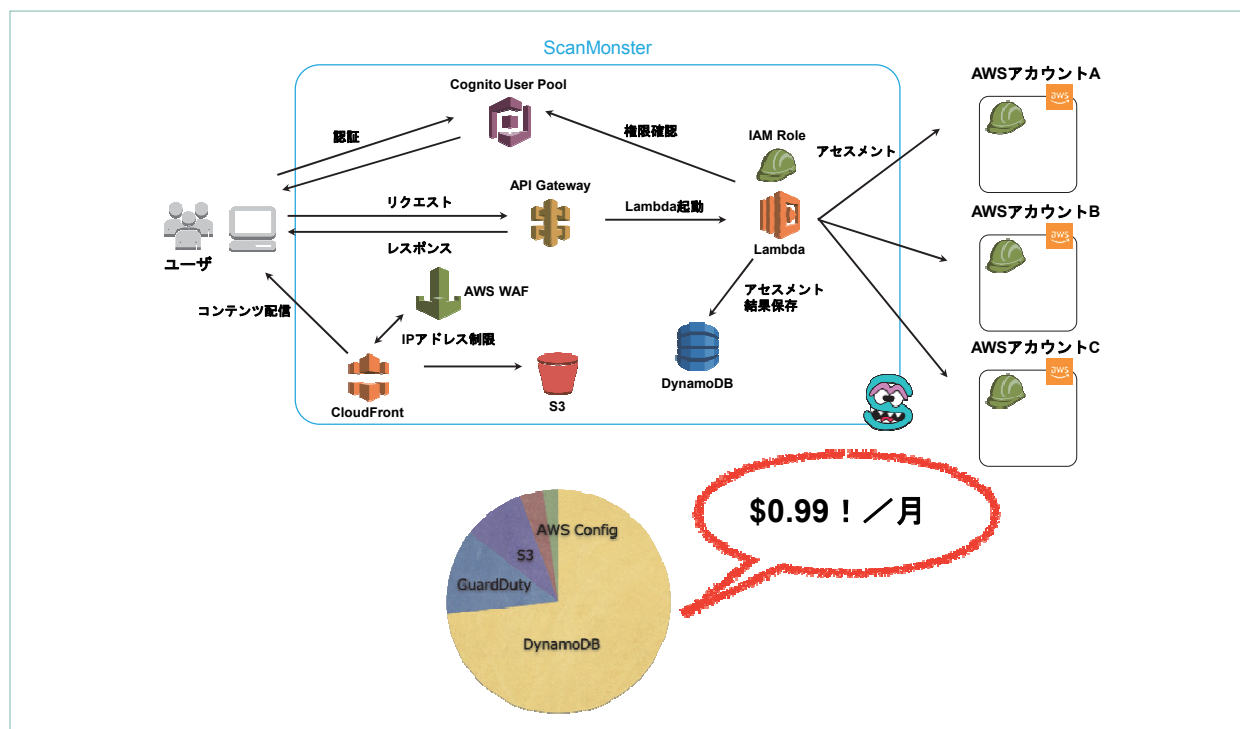 ScanMonster
Cognito User Pool
認証
権限確認
IAM Role
アセスメント
AWSアカウントA
aws
API Gateway
リクエスト
Lambda起動
ユーザ
レスポンス
Lambda
AWSアカウントB
aws
AWS WAF
コンテンツ配信
アセスメント
結果保存
IPアドレス制限
CloudFront
S3
DynamoDB
AWSアカウントC
aws
$0.99！／月
AWS Config
S3
GuardDuty
DynamoDB